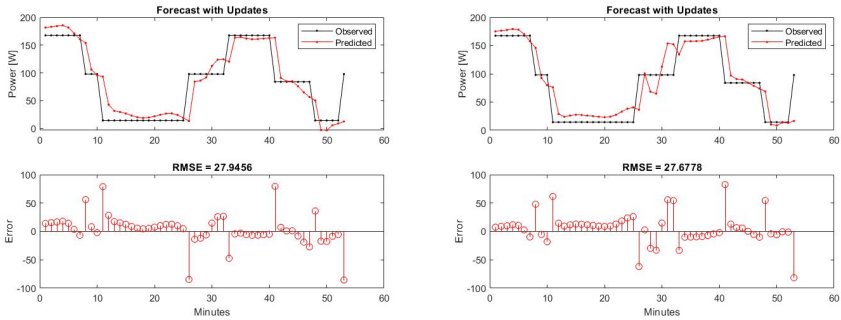 Forecast with Updates
200
150
100
50
0
Power [W]
Observed
Predicted
0 10 20 30 40 50 60
RMSE = 27.9456
100
50
0
-50
-100
Error
0 10 20 30 40 50 60
Minutes
Forecast with Updates
200
150
100
50
0
Power [W]
Observed
Predicted
0 10 20 30 40 50 60
RMSE = 27.6778
100
50
0
-50
-100
Error
0 10 20 30 40 50 60
Minutes